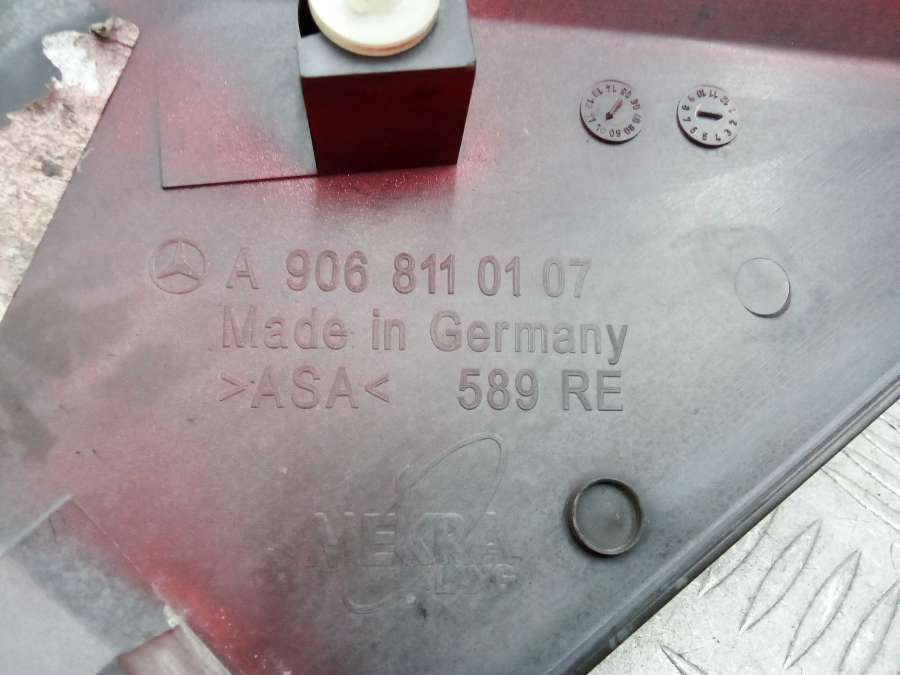 A 906 811 01 07
Made in Germany
>ASA< 589 RE
MEKRA